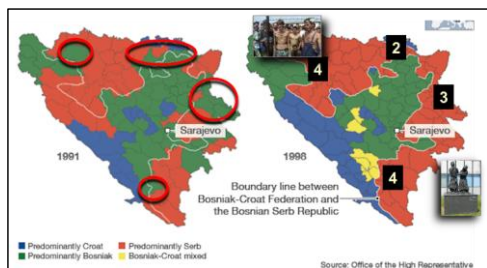 2
4
3
Sarajevo
Sarajevo
1991
1998
4
Boundary line between
Bosniak-Croat Federation and
the Bosnian Serb Republic
Predominantly Croat
Predominantly Serb
Predominantly Bosniak
Bosniak-Croat mixed
Source: Office of the High Representative